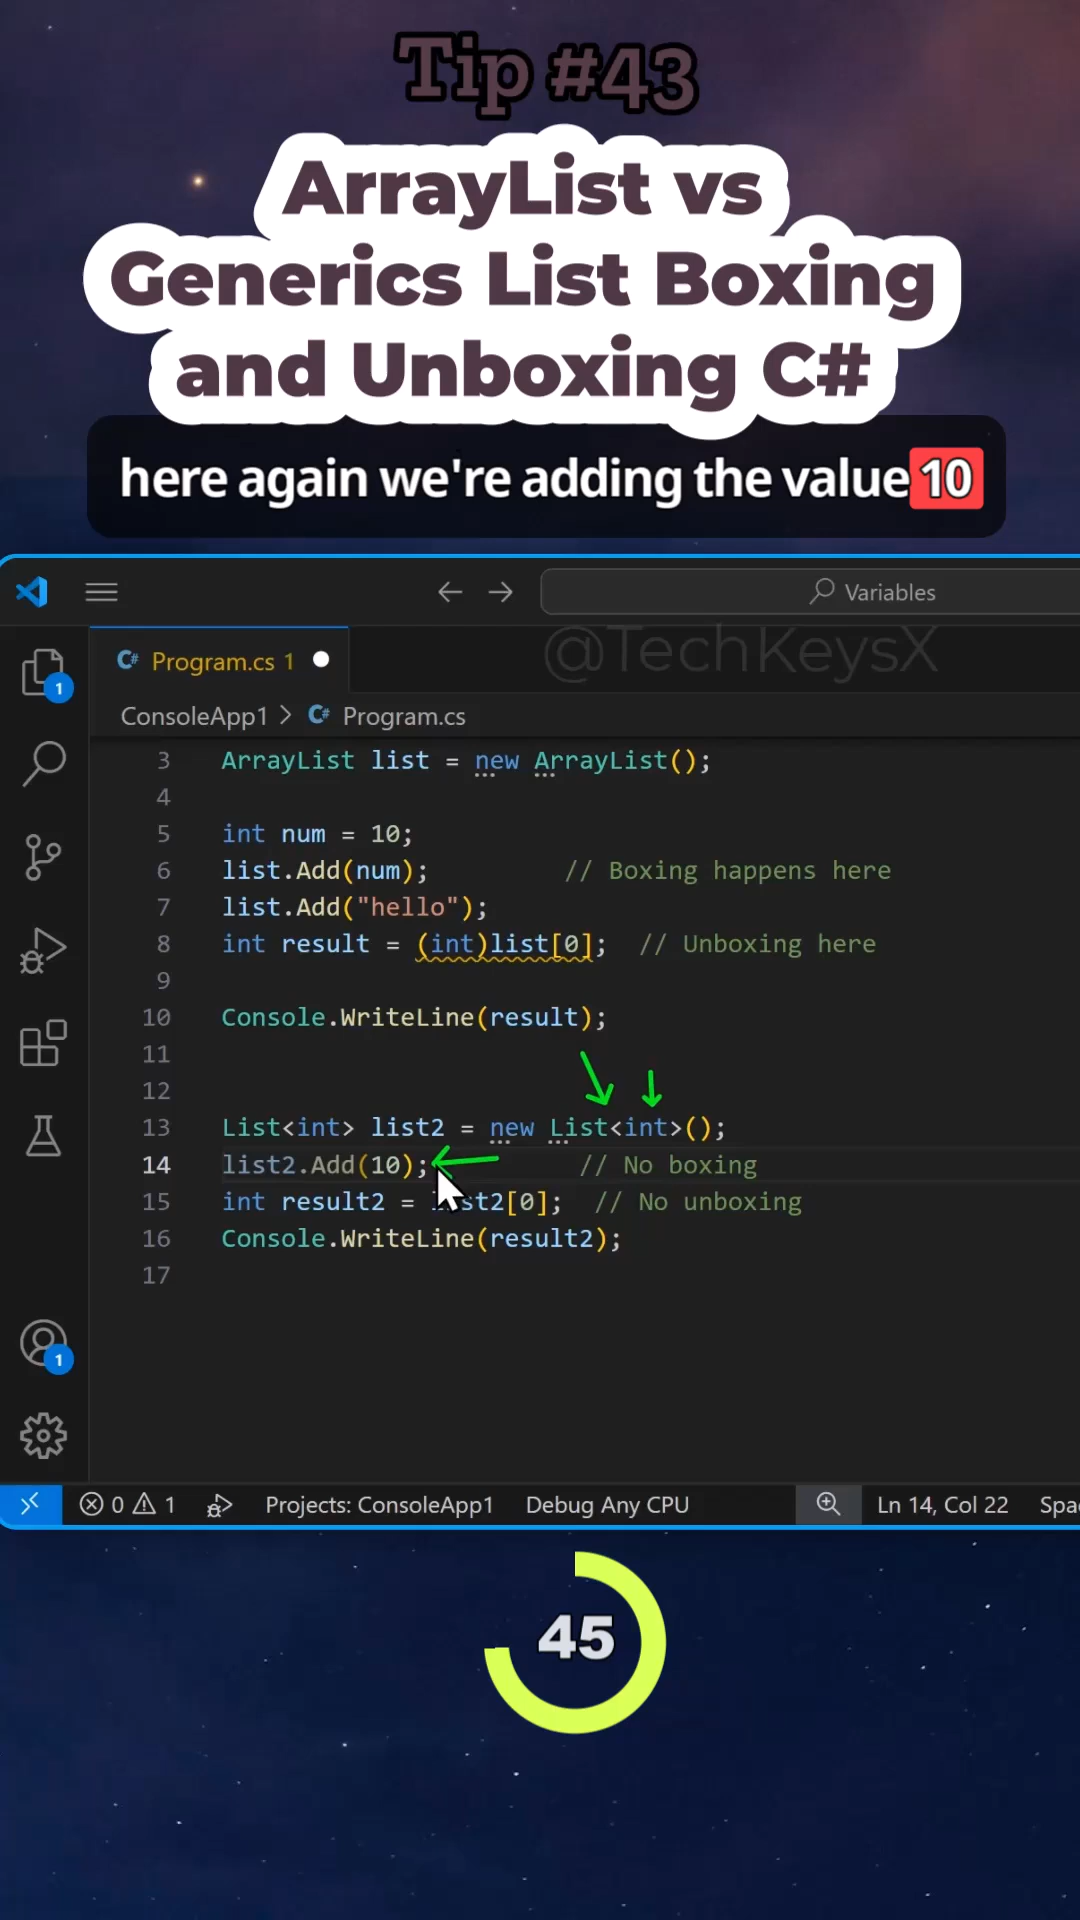 Tip #43
ArrayList vs
Generics List Boxing
and Unboxing C#
here again we're adding the value 10
Variables
@TechKeysX
C# Program.cs 1
1
ConsoleApp1 > C# Program.cs
3 ArrayList list = new ArrayList();
4
5 int num = 10;
6 list.Add(num); // Boxing happens here
7 list.Add("hello");
8 int result = (int)list[0]; // Unboxing here
9
10 Console.WriteLine(result);
11
12
13 List<int> list2 = new List<int>();
14 list2.Add(10); // No boxing
15 int result2 = list2[0]; // No unboxing
16 Console.WriteLine(result2);
17
1
0 1 Projects: ConsoleApp1 Debug Any CPU Ln 14, Col 22 Spa
45